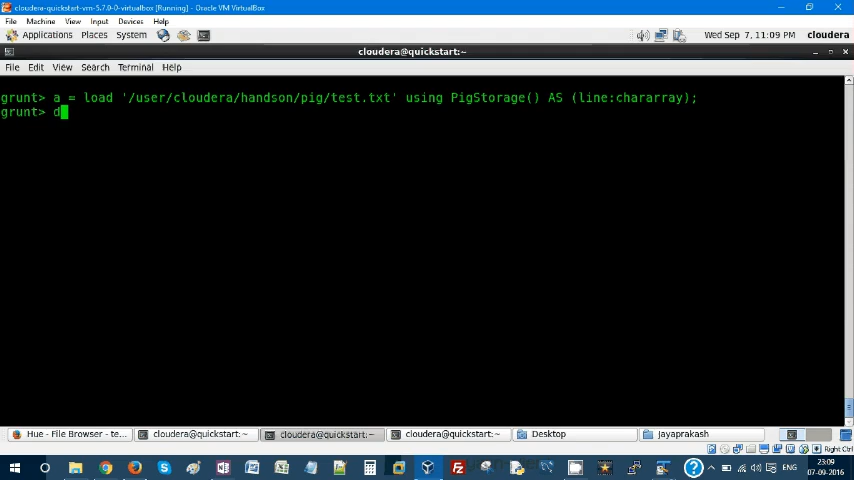 cloudera-quickstart-vm-5.7.0-0-virtualbox [Running] - Oracle VM VirtualBox
File Machine View Input Devices Help
Applications Places System Wed Sep 7, 11:09 PM cloudera
cloudera@quickstart:~
File Edit View Search Terminal Help
grunt> a = load '/user/cloudera/handson/pig/test.txt' using PigStorage() AS (line:chararray);
grunt> d
Hue - File Browser - te... cloudera@quickstart:~ cloudera@quickstart:~ cloudera@quickstart:~ Desktop Jayaprakash
Right Ctrl
ENG 23:09
07-09-2016